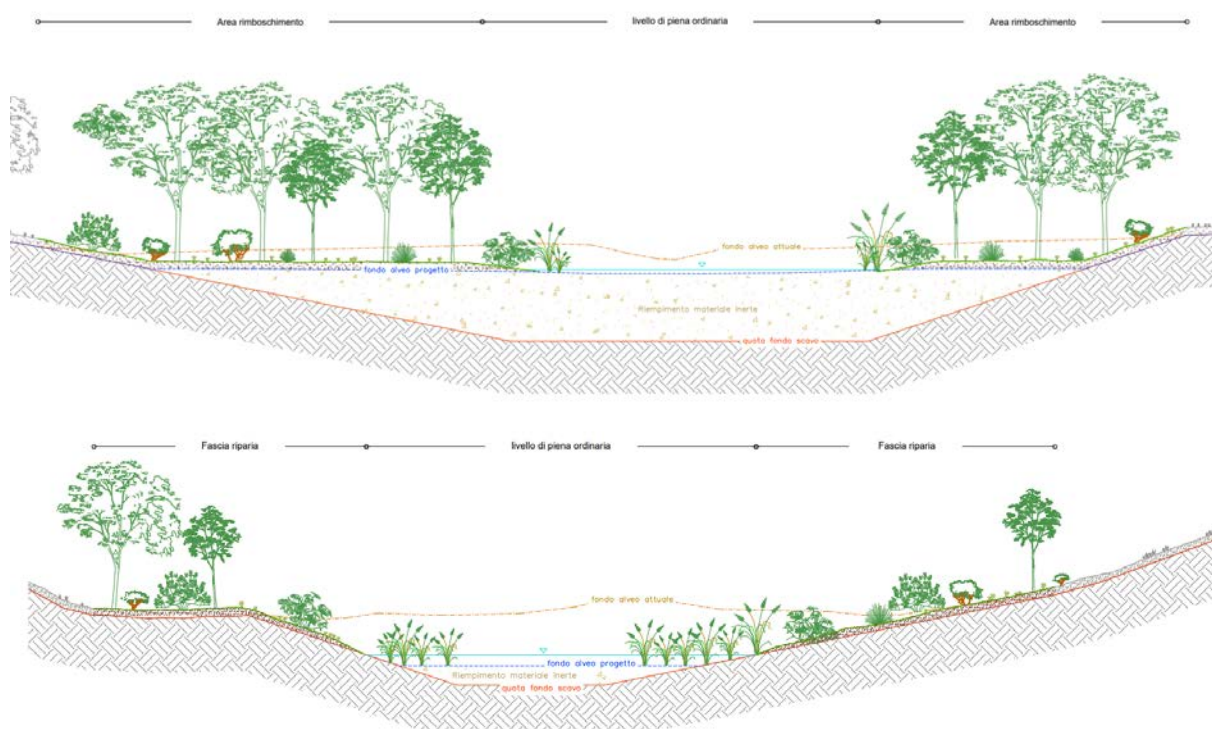 Area rimboschimento
livello di piena ordinaria
Area rimboschimento
fondo alveo attuale
fondo alveo progetto
Riempimento materiale inerte
quota fondo scavo
Fascia riparia
livello di piena ordinaria
Fascia riparia
fondo alveo attuale
fondo alveo progetto
Riempimento materiale inerte
quota fondo scavo